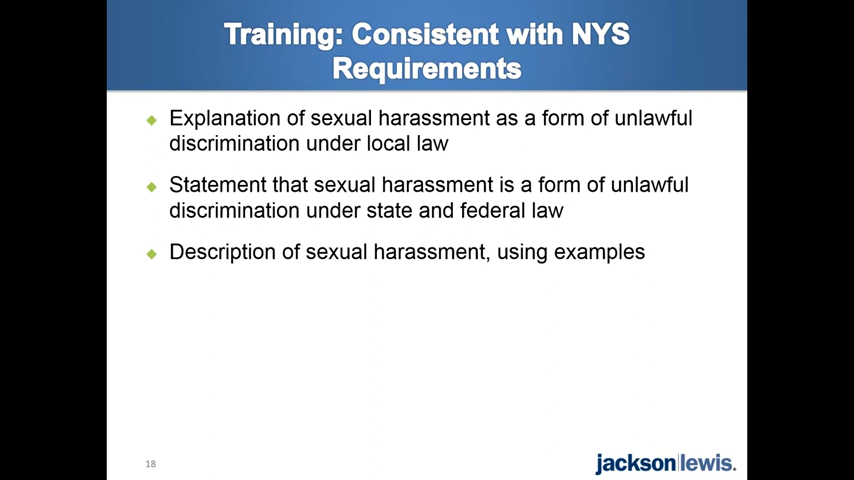 Training: Consistent with NYS
Requirements
Explanation of sexual harassment as a form of unlawful
discrimination under local law
Statement that sexual harassment is a form of unlawful
discrimination under state and federal law
Description of sexual harassment, using examples
18
jackson|lewis.